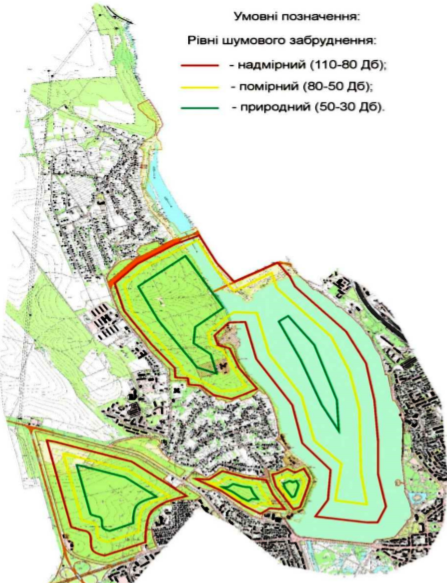 Умовні позначення:
Рівні шумового забруднення:
- надмірний (110-80 Дб);
- помірний (80-50 Дб);
- природний (50-30 Дб).